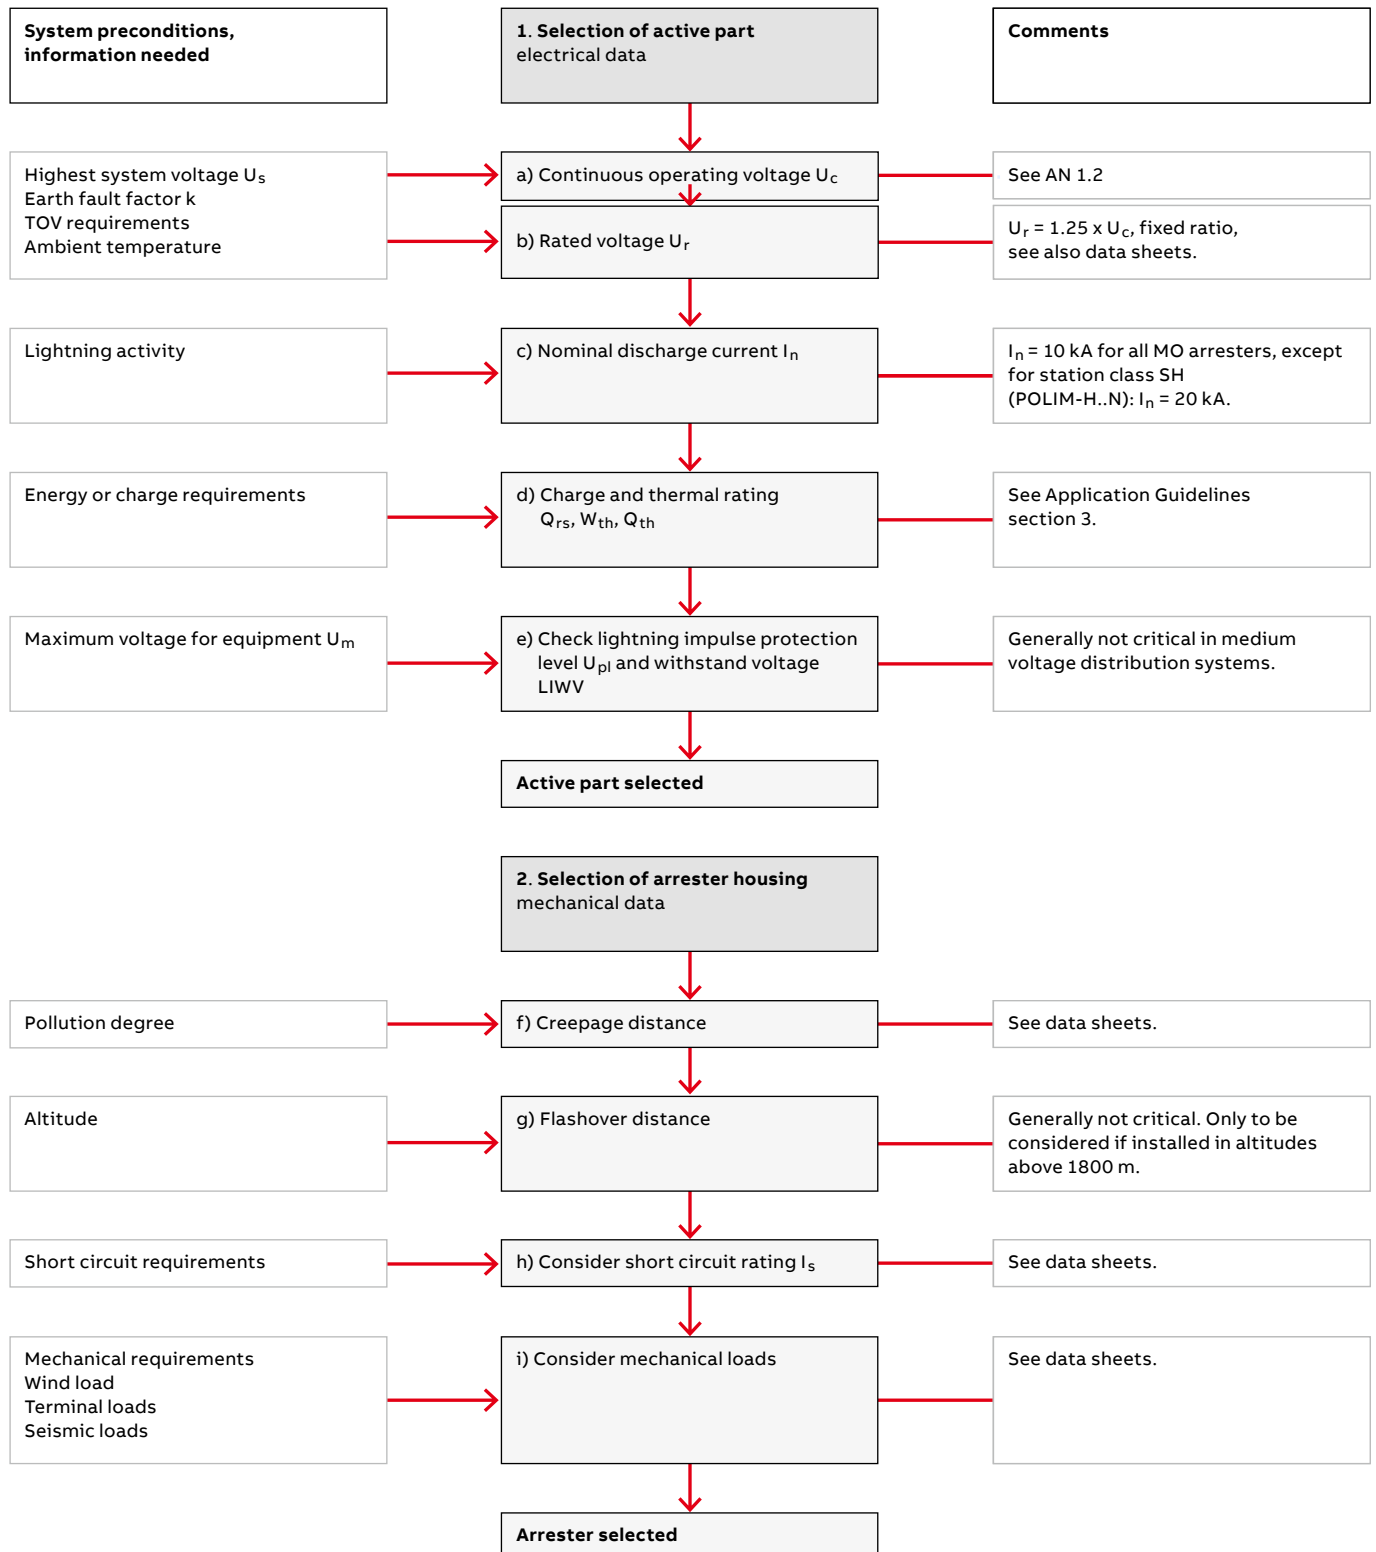 System preconditions,
information needed
1. Selection of active part
electrical data
Comments
Highest system voltage Us
Earth fault factor k
TOV requirements
Ambient temperature
a) Continuous operating voltage Uc
See AN 1.2
b) Rated voltage Ur
Ur = 1.25 x Uc, fixed ratio,
see also data sheets.
Lightning activity
c) Nominal discharge current In
In = 10 kA for all MO arresters, except
for station class SH
(POLIM-H..N): In = 20 kA.
Energy or charge requirements
d) Charge and thermal rating
Qrs, Wth, Qth
See Application Guidelines
section 3.
Maximum voltage for equipment Um
e) Check lightning impulse protection
level Upl and withstand voltage
LIWV
Generally not critical in medium
voltage distribution systems.
Active part selected
2. Selection of arrester housing
mechanical data
Pollution degree
f) Creepage distance
See data sheets.
Altitude
g) Flashover distance
Generally not critical. Only to be
considered if installed in altitudes
above 1800 m.
Short circuit requirements
h) Consider short circuit rating Is
See data sheets.
Mechanical requirements
Wind load
Terminal loads
Seismic loads
i) Consider mechanical loads
See data sheets.
Arrester selected